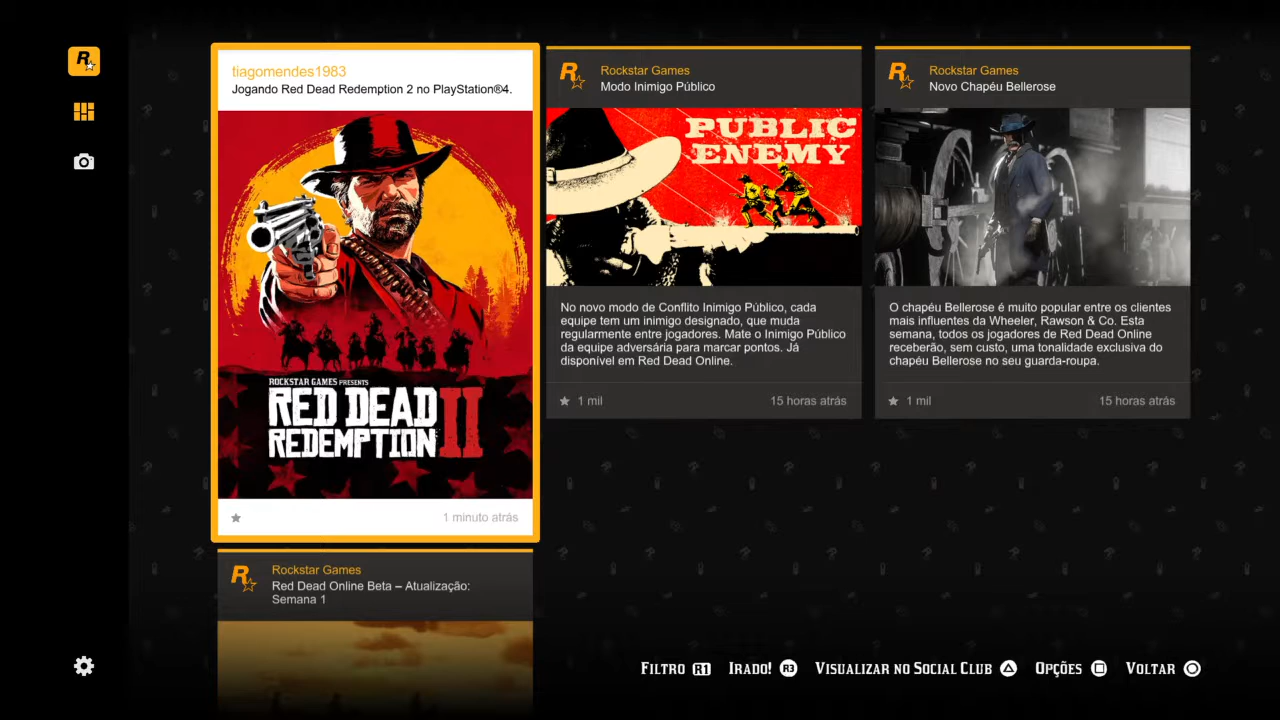 tiagomendes1983
Jogando Red Dead Redemption 2 no PlayStation®4.
ROCKSTAR GAMES PRESENTS
RED DEAD
REDEMPTION II
1 minuto atrás
Rockstar Games
Modo Inimigo Público
PUBLIC
ENEMY
No novo modo de Conflito Inimigo Público, cada
equipe tem um inimigo designado, que muda
regularmente entre jogadores. Mate o Inimigo Público
da equipe adversária para marcar pontos. Já
disponível em Red Dead Online.
1 mil
15 horas atrás
Rockstar Games
Novo Chapéu Bellerose
O chapéu Bellerose é muito popular entre os clientes
mais influentes da Wheeler, Rawson & Co. Esta
semana, todos os jogadores de Red Dead Online
receberão, sem custo, uma tonalidade exclusiva do
chapéu Bellerose no seu guarda-roupa.
1 mil
15 horas atrás
Rockstar Games
Red Dead Online Beta – Atualização:
Semana 1
FILTRO R1 IRADO! R3 VISUALIZAR NO SOCIAL CLUB OPÇÕES VOLTAR